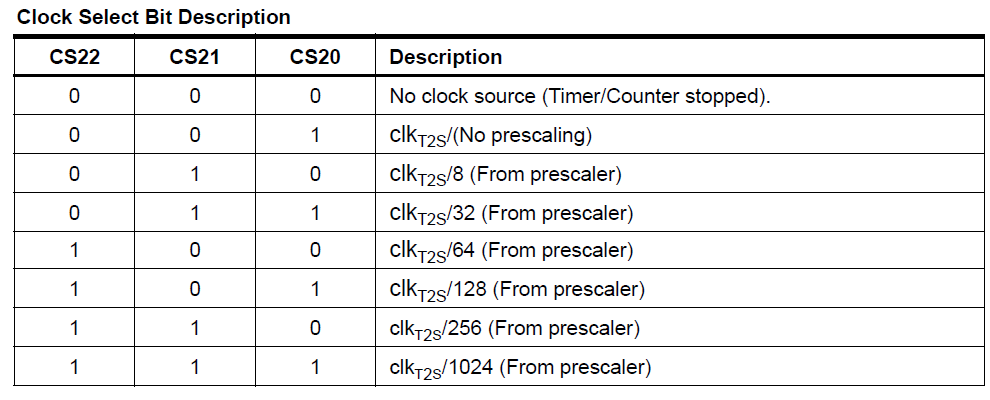 Clock Select Bit Description
CS22 CS21 CS20 Description
0 0 0 No clock source (Timer/Counter stopped).
0 0 1 clkT2S/(No prescaling)
0 1 0 clkT2S/8 (From prescaler)
0 1 1 clkT2S/32 (From prescaler)
1 0 0 clkT2S/64 (From prescaler)
1 0 1 clkT2S/128 (From prescaler)
1 1 0 clkT2S/256 (From prescaler)
1 1 1 clkT2S/1024 (From prescaler)